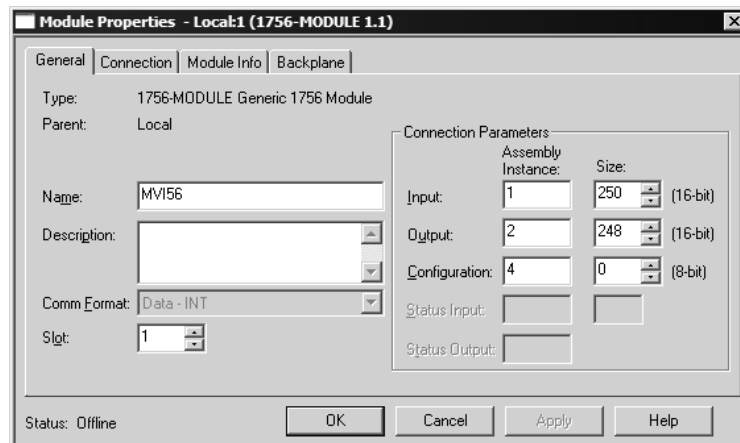 Module Properties - Local:1 (1756-MODULE 1.1)
General
Connection
Module Info
Backplane
Type: 1756-MODULE Generic 1756 Module
Parent: Local
Name: MVI56
Description:
Comm Format: Data - INT
Slot: 1
Connection Parameters
Assembly Instance:
Size:
Input: 1 250 (16-bit)
Output: 2 248 (16-bit)
Configuration: 4 0 (8-bit)
Status Input:
Status Output:
Status: Offline
OK
Cancel
Apply
Help